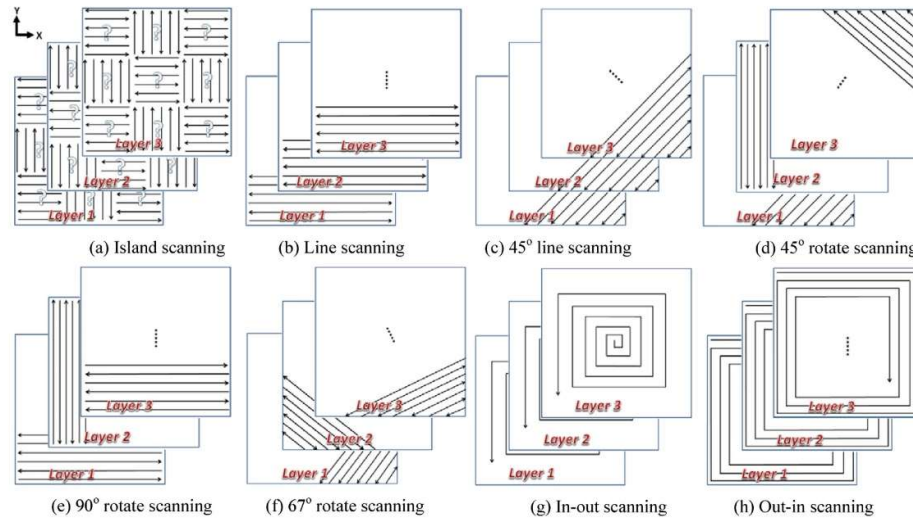 Y
X
? ? ?
? ? ?
? ? ?
Layer 3
Layer 2
Layer 1
(a) Island scanning
Layer 3
Layer 2
Layer 1
(b) Line scanning
Layer 3
Layer 2
Layer 1
(c) 45° line scanning
Layer 3
Layer 2
Layer 1
(d) 45° rotate scanning
Layer 3
Layer 2
Layer 1
(e) 90° rotate scanning
Layer 3
Layer 2
Layer 1
(f) 67° rotate scanning
Layer 3
Layer 2
Layer 1
(g) In-out scanning
Layer 3
Layer 2
Layer 1
(h) Out-in scanning